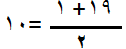 ۱۰ = (۱ + ۱۹) / ۲